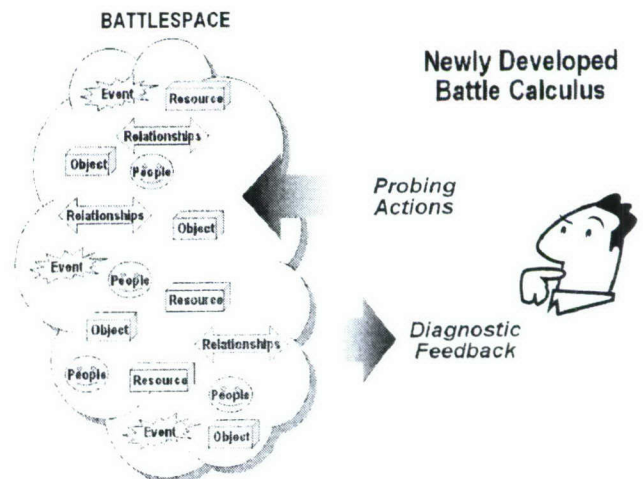 BATTLESPACE
Newly Developed
Battle Calculus
Event
Resource
Relationships
Object
People
Probing
Actions
Relationships
Object
Event
People
Resource
Object
Relationships
Diagnostic
Feedback
People
Resource
People
Event
Object